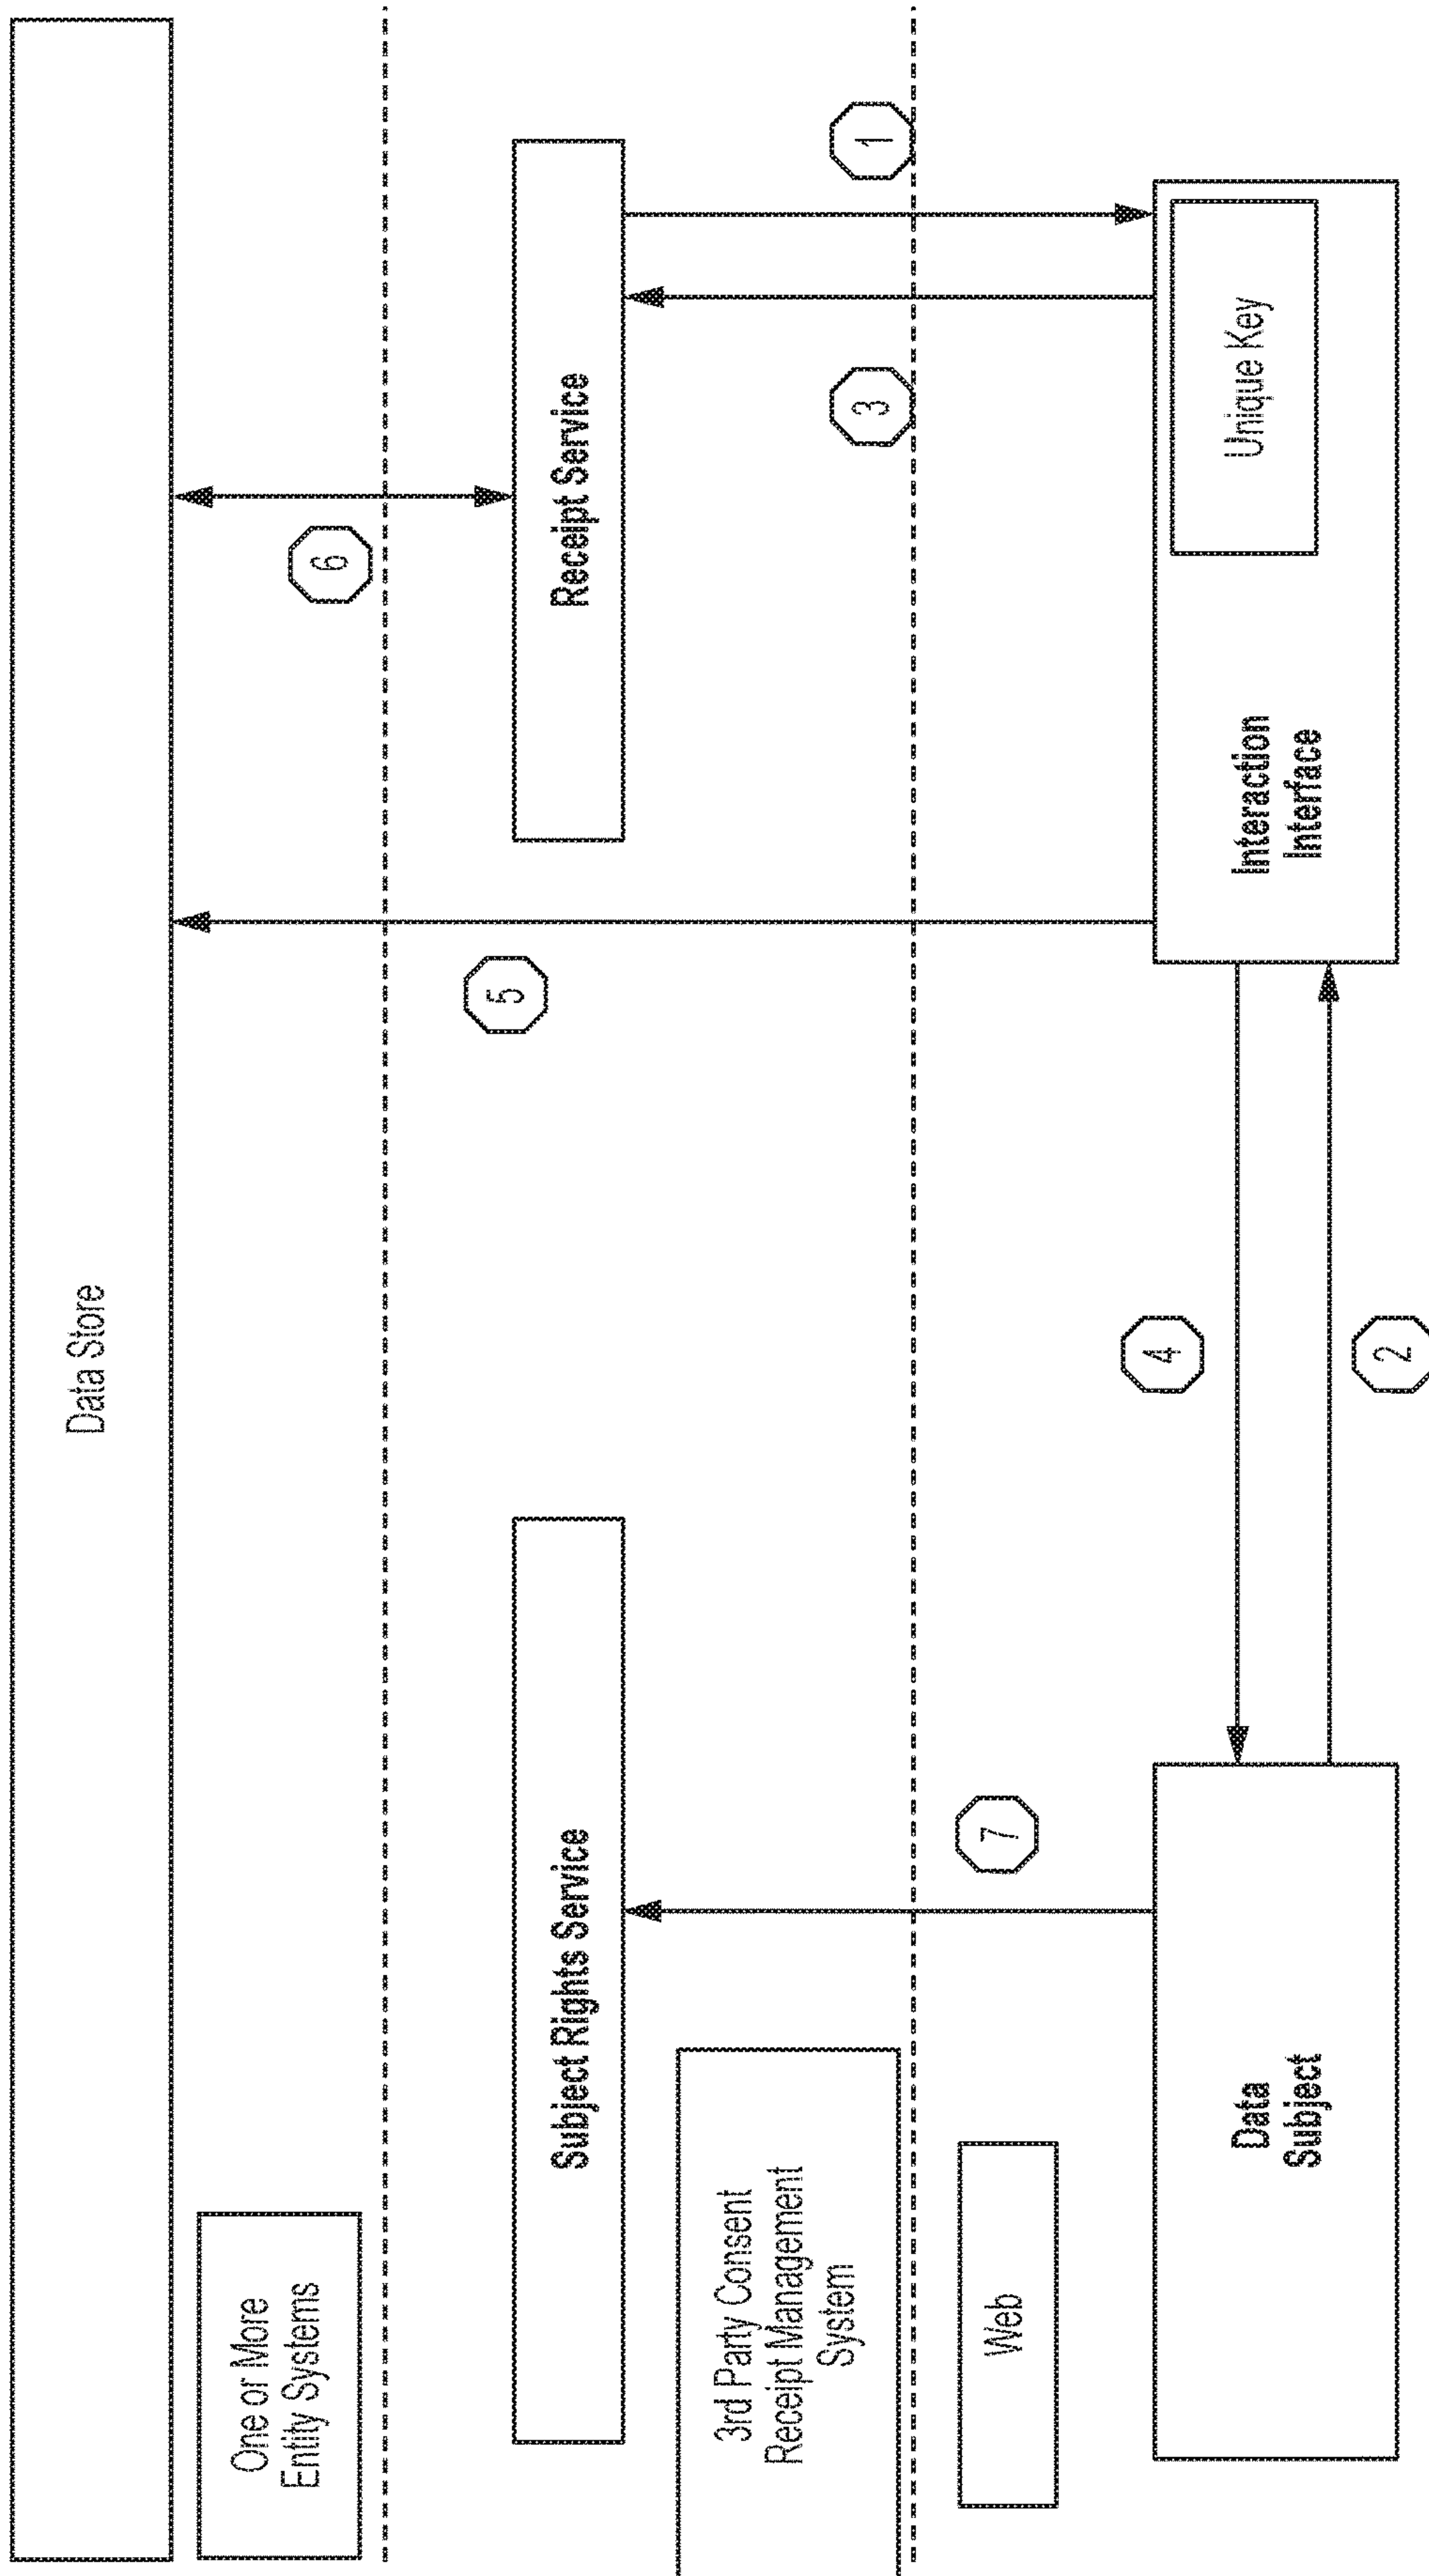 Data Store
One or More
Entity Systems
6
Receipt Service
5
Subject Rights Service
3rd Party Consent
Receipt Management
System
1
3
7
Web
Unique Key
Interaction
Interface
4
2
Data
Subject